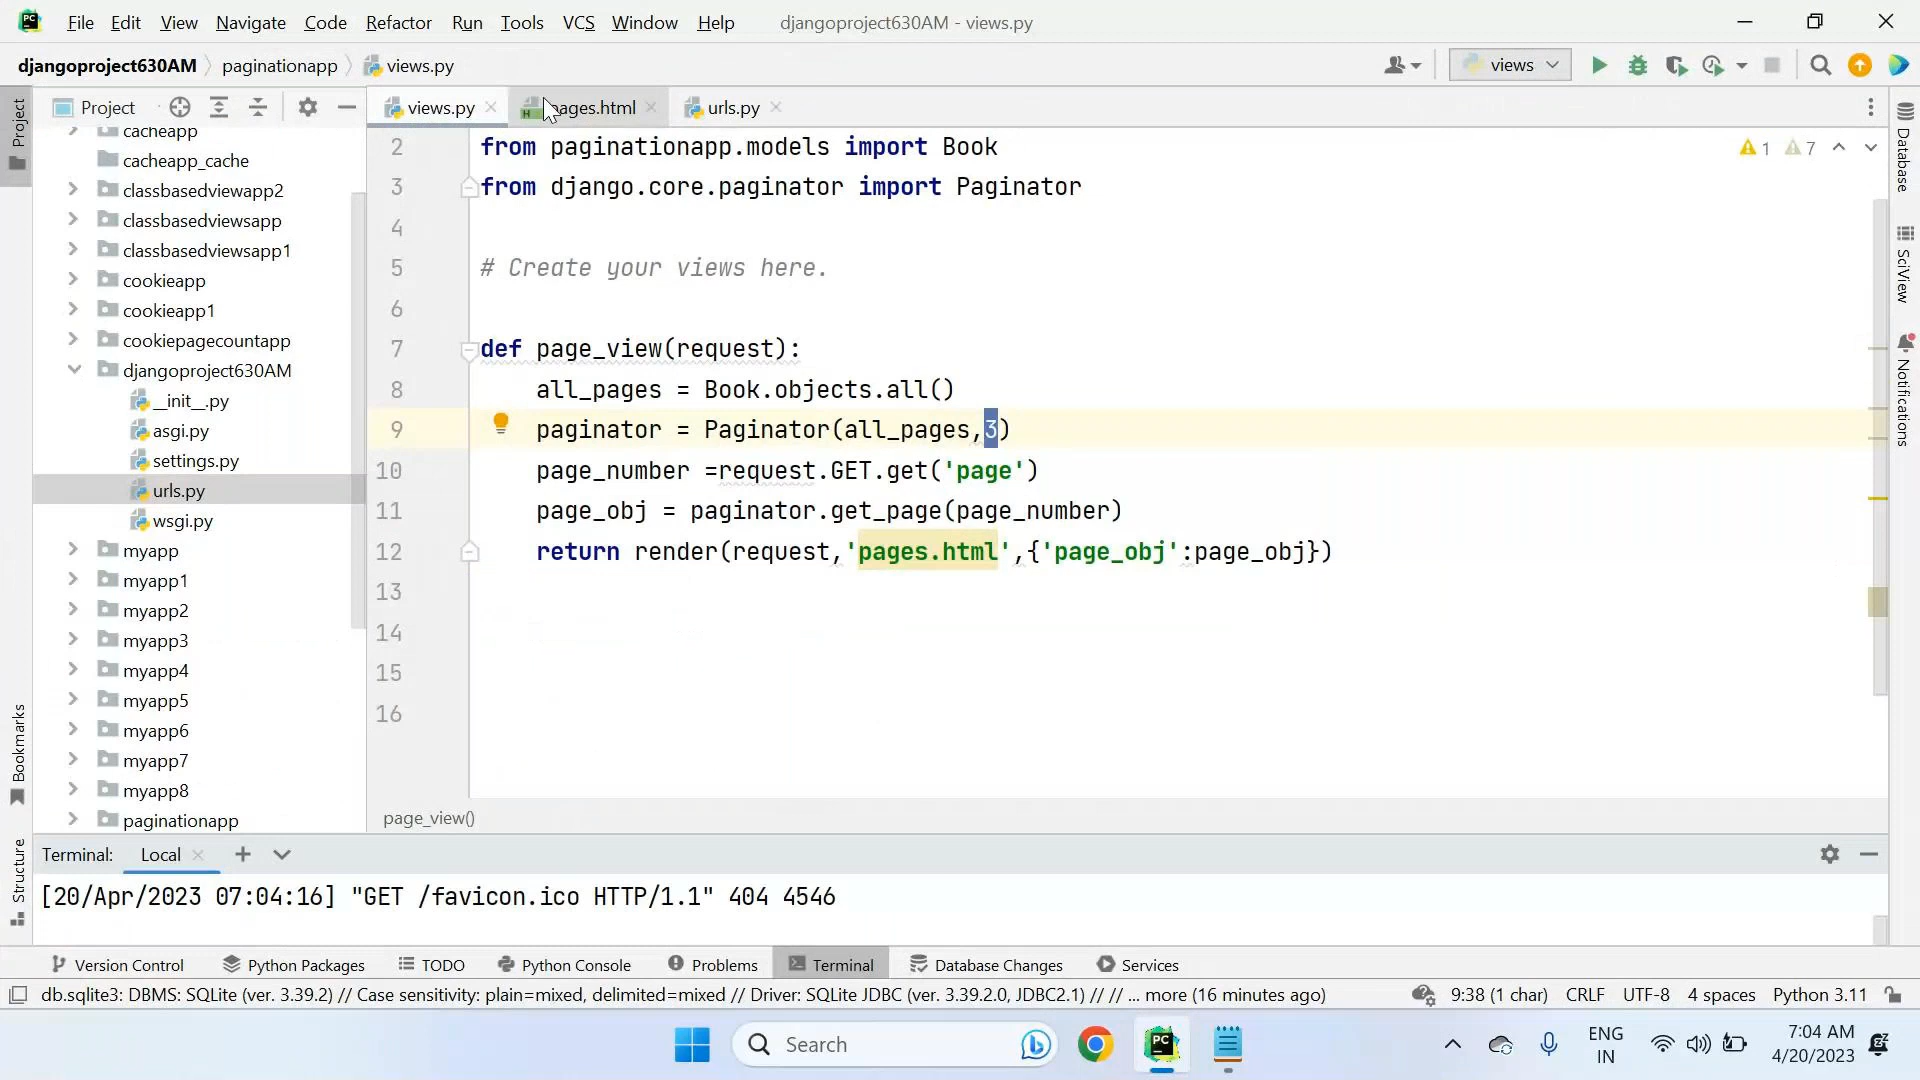 File Edit View Navigate Code Refactor Run Tools VCS Window Help djangoproject630AM - views.py
djangoproject630AM paginationapp views.py views
Project
Project
views.py pages.html urls.py
cacheapp
cacheapp_cache
classbasedviewapp2
classbasedviewsapp
classbasedviewsapp1
cookieapp
cookieapp1
cookiepagecountapp
djangoproject630AM
__init__.py
asgi.py
settings.py
urls.py
wsgi.py
myapp
myapp1
myapp2
myapp3
myapp4
myapp5
myapp6
myapp7
myapp8
paginationapp
2 from paginationapp.models import Book
3 from django.core.paginator import Paginator
4
5 # Create your views here.
6
7 def page_view(request):
8 all_pages = Book.objects.all()
9 paginator = Paginator(all_pages,3)
10 page_number =request.GET.get('page')
11 page_obj = paginator.get_page(page_number)
12 return render(request,'pages.html',{'page_obj':page_obj})
13
14
15
16
1 7
page_view()
Database
SciView
Notifications
Bookmarks
Structure
Terminal: Local
[20/Apr/2023 07:04:16] "GET /favicon.ico HTTP/1.1" 404 4546
Version Control Python Packages TODO Python Console Problems Terminal Database Changes Services
db.sqlite3: DBMS: SQLite (ver. 3.39.2) // Case sensitivity: plain=mixed, delimited=mixed // Driver: SQLite JDBC (ver. 3.39.2.0, JDBC2.1) // // ... more (16 minutes ago) 9:38 (1 char) CRLF UTF-8 4 spaces Python 3.11
Search
PC
ENG
IN
7:04 AM
4/20/2023